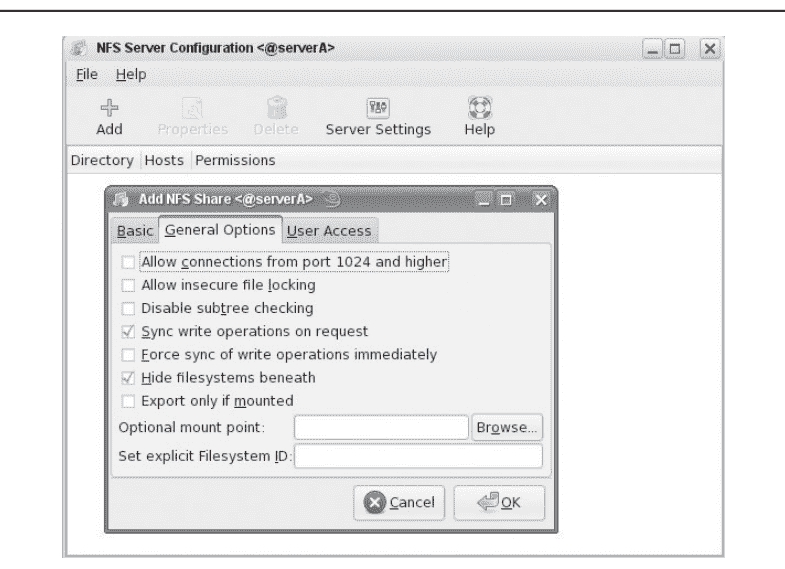 NFS Server Configuration <@serverA>
File Help
Add Properties Delete Server Settings Help
Directory Hosts Permissions
Add NFS Share <@serverA>
Basic General Options User Access
Allow connections from port 1024 and higher
Allow insecure file locking
Disable subtree checking
Sync write operations on request
Force sync of write operations immediately
Hide filesystems beneath
Export only if mounted
Optional mount point: Browse...
Set explicit Filesystem ID:
Cancel OK